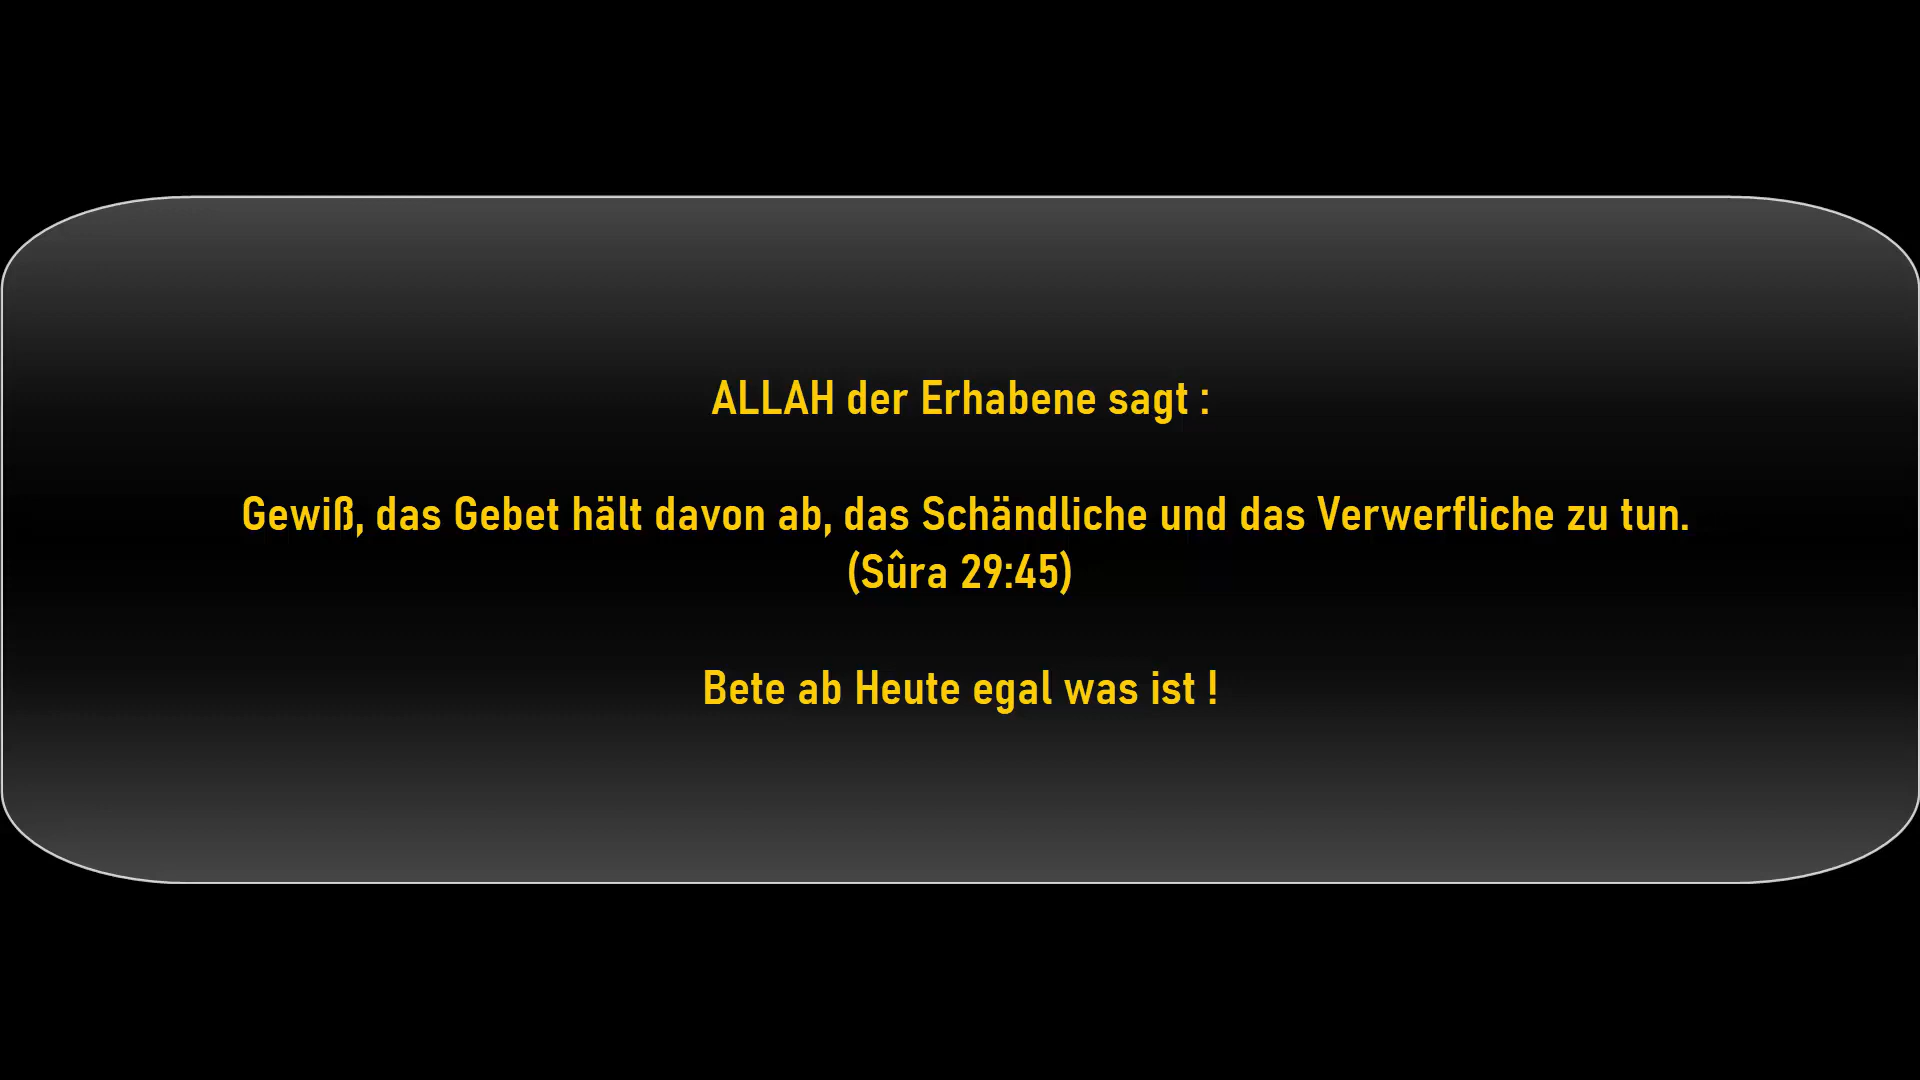 ALLAH der Erhabene sagt :
Gewiß, das Gebet hält davon ab, das Schändliche und das Verwerfliche zu tun.
(Sûra 29:45)
Bete ab Heute egal was ist !